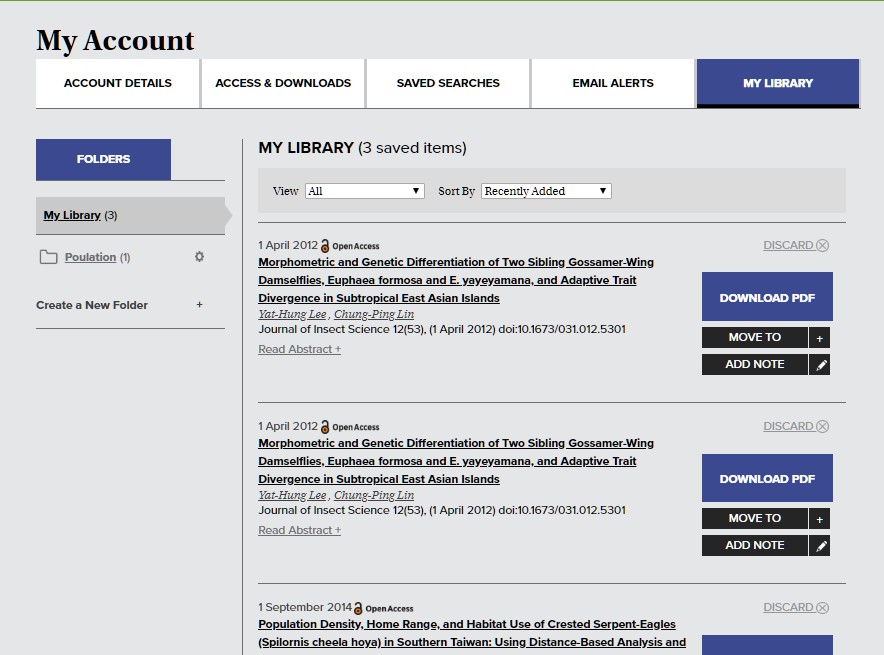 My Account
ACCOUNT DETAILS
ACCESS & DOWNLOADS
SAVED SEARCHES
EMAIL ALERTS
MY LIBRARY
FOLDERS
My Library (3)
Poulation (1)
Create a New Folder +
MY LIBRARY (3 saved items)
View All Sort By Recently Added
1 April 2012 Open Access
DISCARD
Morphometric and Genetic Differentiation of Two Sibling Gossamer-Wing
Damselflies, Euphaea formosa and E. yayeyamana, and Adaptive Trait
Divergence in Subtropical East Asian Islands
Yat-Hung Lee , Chung-Ping Lin
Journal of Insect Science 12(53), (1 April 2012) doi:10.1673/031.012.5301
Read Abstract +
DOWNLOAD PDF
MOVE TO +
ADD NOTE
1 April 2012 Open Access
DISCARD
Morphometric and Genetic Differentiation of Two Sibling Gossamer-Wing
Damselflies, Euphaea formosa and E. yayeyamana, and Adaptive Trait
Divergence in Subtropical East Asian Islands
Yat-Hung Lee , Chung-Ping Lin
Journal of Insect Science 12(53), (1 April 2012) doi:10.1673/031.012.5301
Read Abstract +
DOWNLOAD PDF
MOVE TO +
ADD NOTE
1 September 2014 Open Access
DISCARD
Population Density, Home Range, and Habitat Use of Crested Serpent-Eagles
(Spilornis cheela hoya) in Southern Taiwan: Using Distance-Based Analysis and